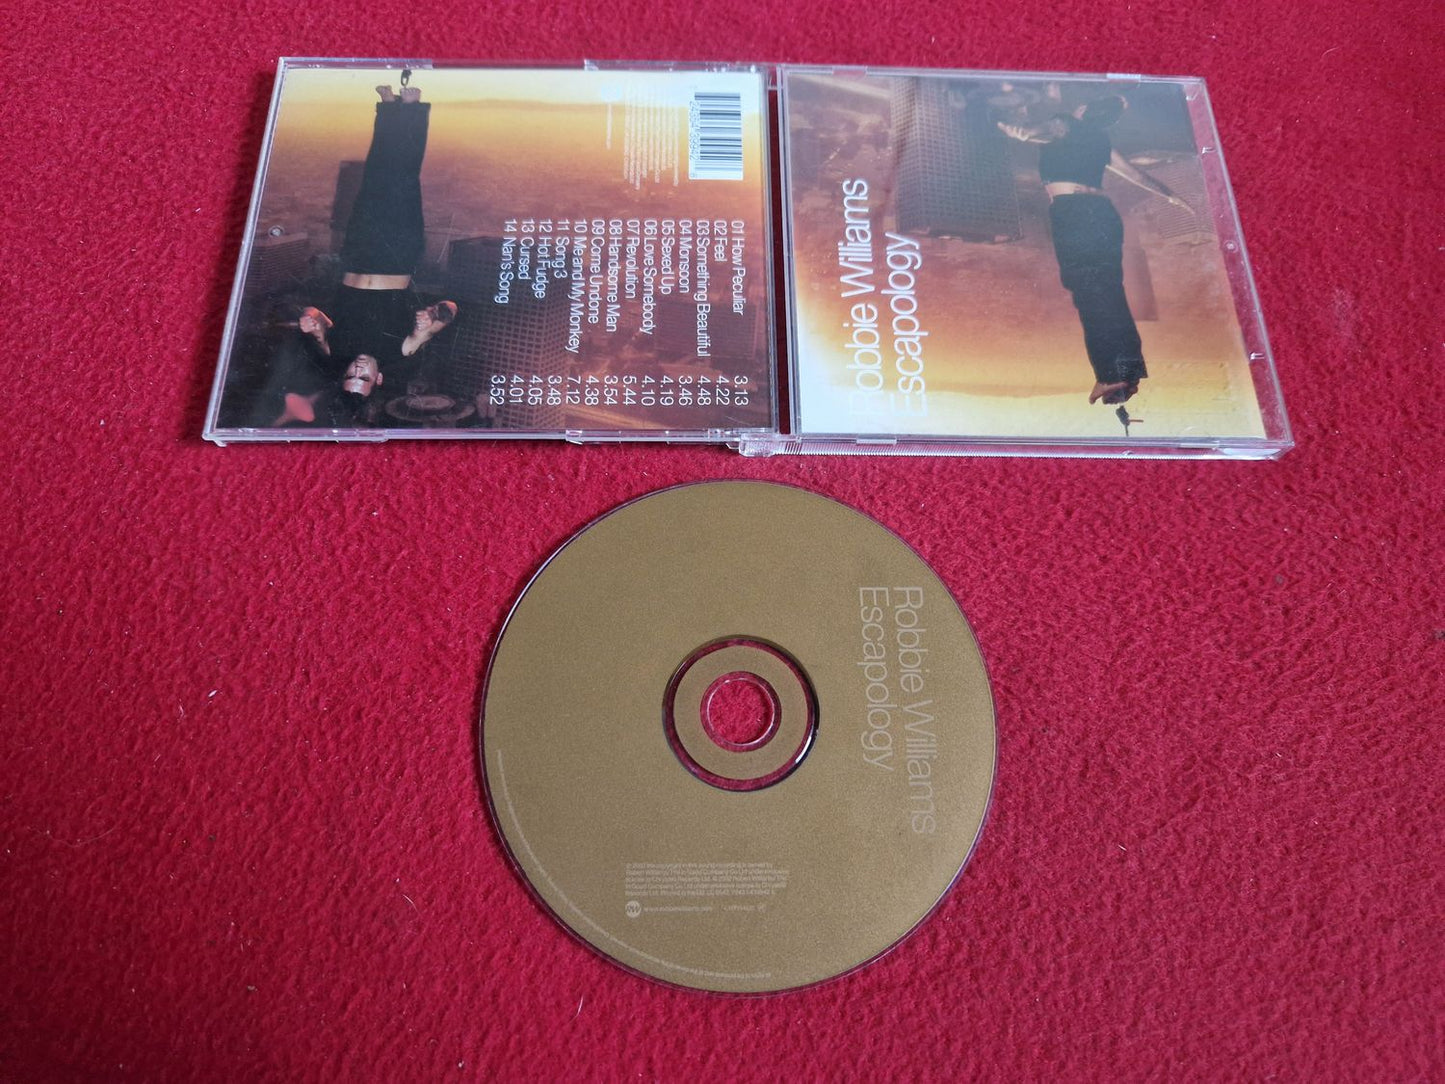 Robbie Williams
Escapology
01 How Peculiar 3.13
02 Feel 4.22
03 Something Beautiful 4.48
04 Monsoon 3.46
05 Sexed Up 4.19
06 Love Somebody 4.10
07 Revolution 5.44
08 Handsome Man 3.54
09 Come Undone 4.38
10 Me and My Monkey 7.12
11 Song 3 3.48
12 Hot Fudge 4.05
13 Cursed 4.01
14 Nan's Song 3.52
Robbie Williams
Escapology